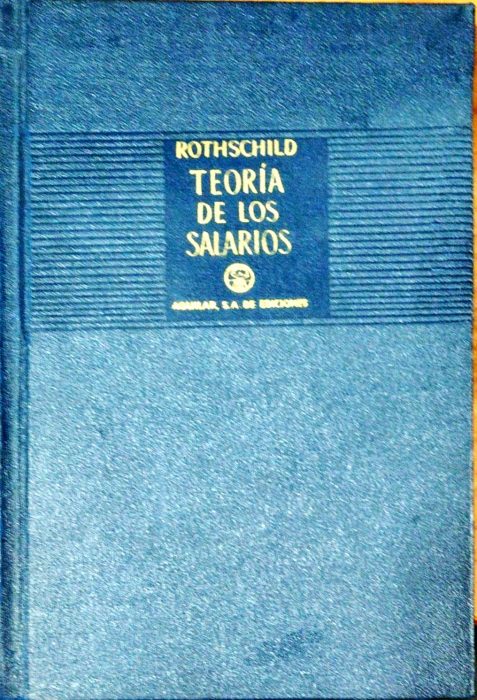 ROTHSCHILD
TEORÍA
DE LOS
SALARIOS
AGUILAR, S.A. DE EDICIONES